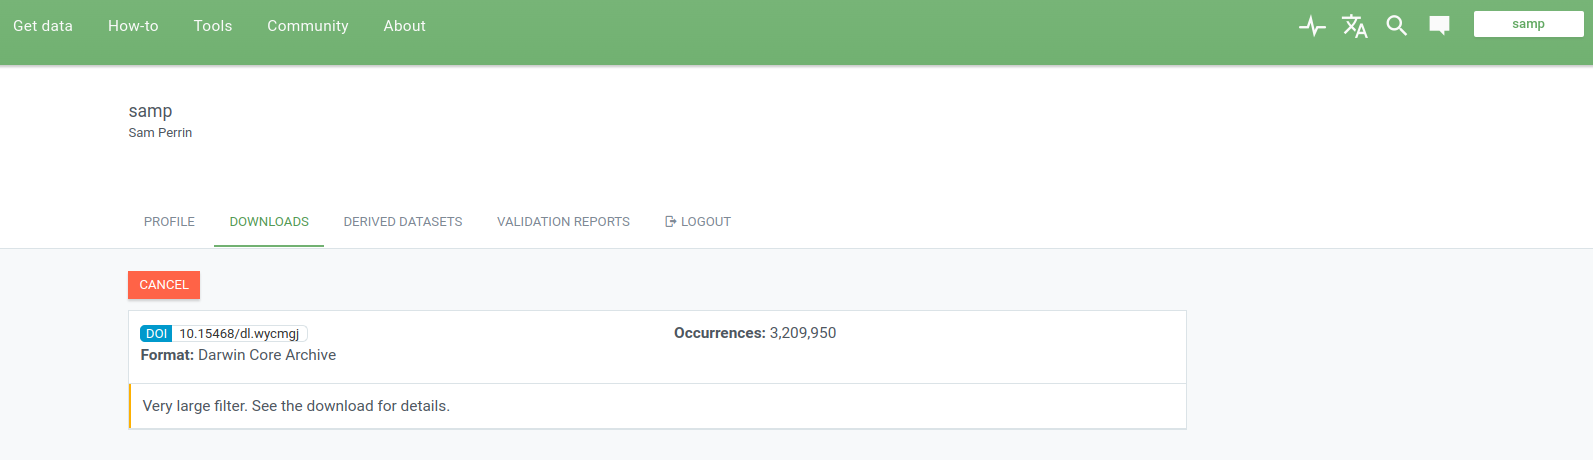 Get data How-to Tools Community About samp
samp
Sam Perrin
PROFILE DOWNLOADS DERIVED DATASETS VALIDATION REPORTS LOGOUT
CANCEL
DOI 10.15468/dl.wycmgj Occurrences: 3,209,950
Format: Darwin Core Archive
Very large filter. See the download for details.